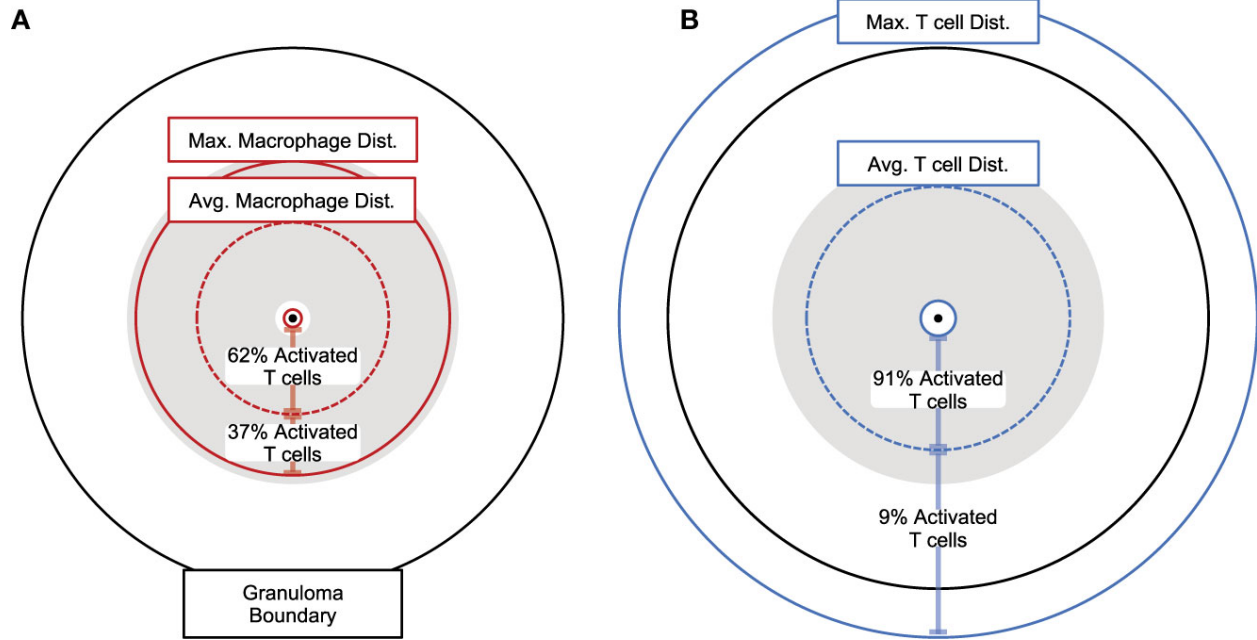 A
Max. Macrophage Dist.
Avg. Macrophage Dist.
62% Activated
T cells
37% Activated
T cells
Granuloma
Boundary
B
Max. T cell Dist.
Avg. T cell Dist.
91% Activated
T cells
9% Activated
T cells